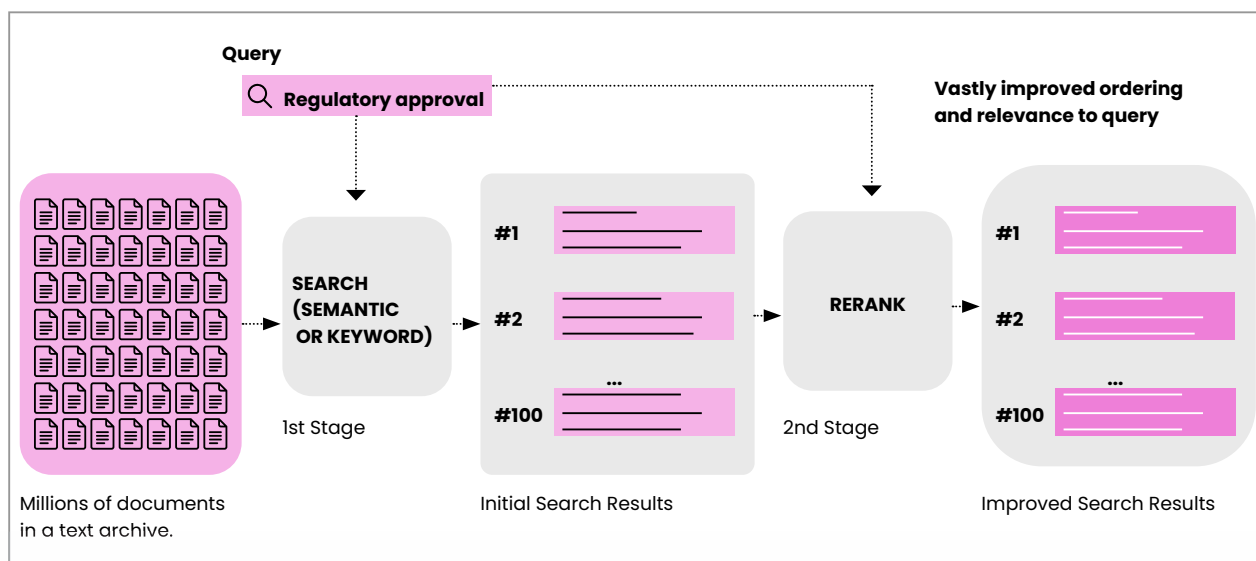 Query
Regulatory approval
Vastly improved ordering
and relevance to query
SEARCH
(SEMANTIC
OR KEYWORD)
1st Stage
#1
#2
...
#100
RERANK
2nd Stage
#1
#2
...
#100
Millions of documents
in a text archive.
Initial Search Results
Improved Search Results